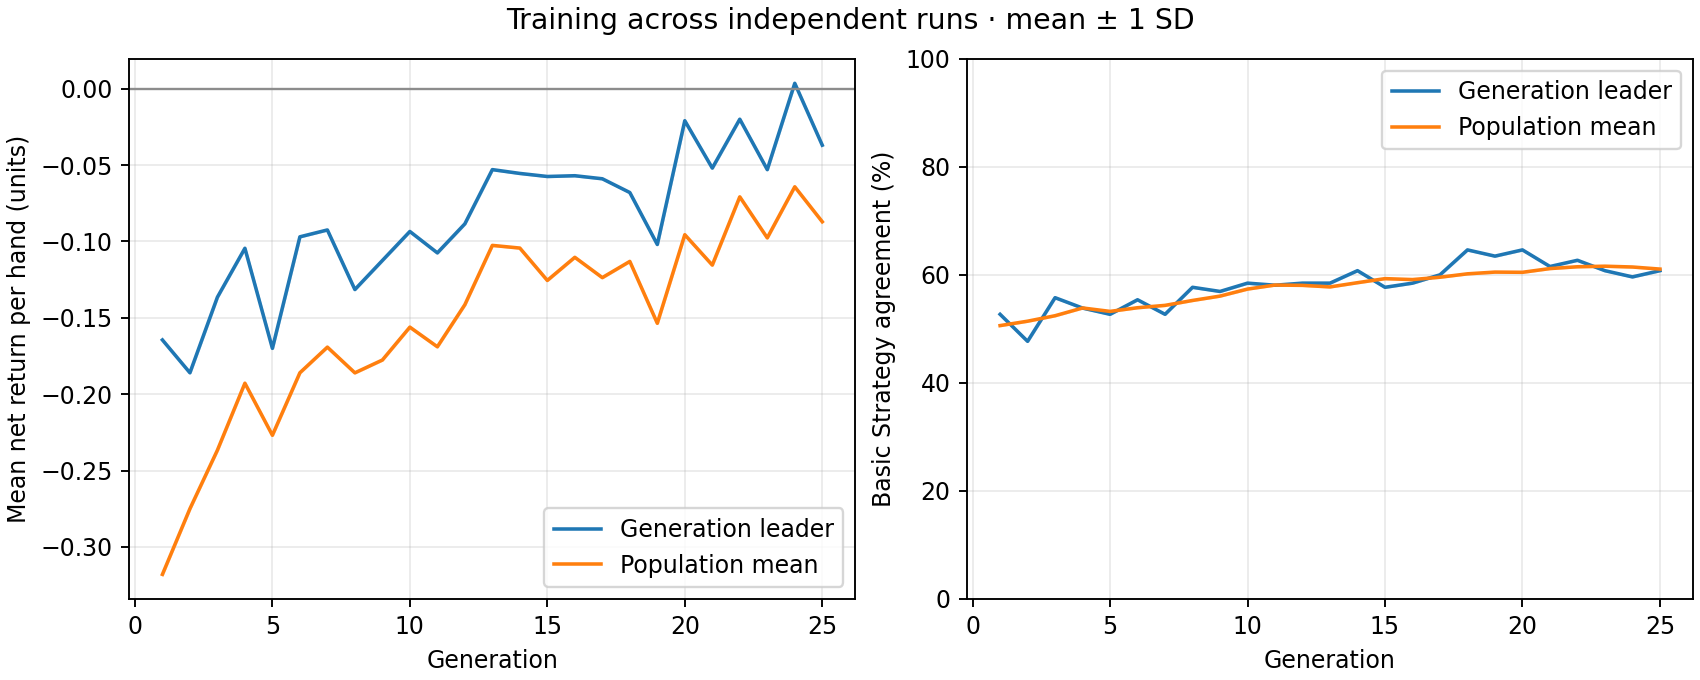 Training across independent runs · mean ± 1 SD
Mean net return per hand (units)
0.00
−0.05
−0.10
−0.15
−0.20
−0.25
−0.30
0
5
10
15
20
25
Generation
Generation leader
Population mean
Basic Strategy agreement (%)
100
80
60
40
20
0
0
5
10
15
20
25
Generation
Generation leader
Population mean